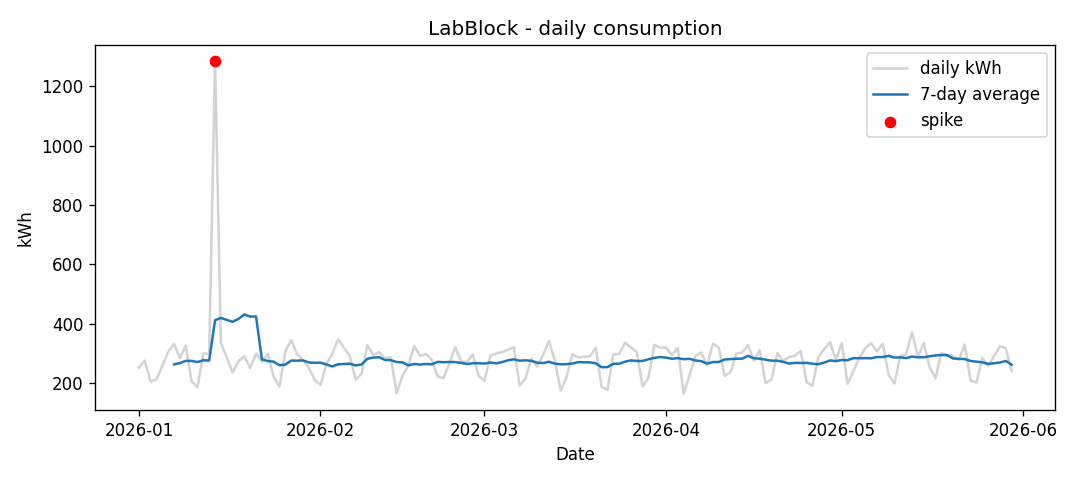 LabBlock - daily consumption
daily kWh
7-day average
spike
1200
1000
800
600
400
200
kWh
2026-01
2026-02
2026-03
2026-04
2026-05
2026-06
Date